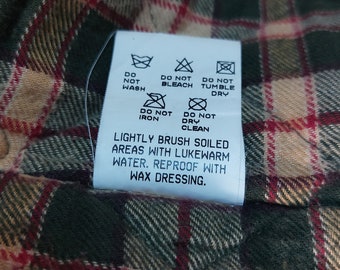 DO NOT WASH
DO NOT BLEACH
DO NOT TUMBLE DRY
DO NOT IRON
DO NOT DRY CLEAN
LIGHTLY BRUSH SOILED
AREAS WITH LUKEWARM
WATER. REPROOF WITH
WAX DRESSING.